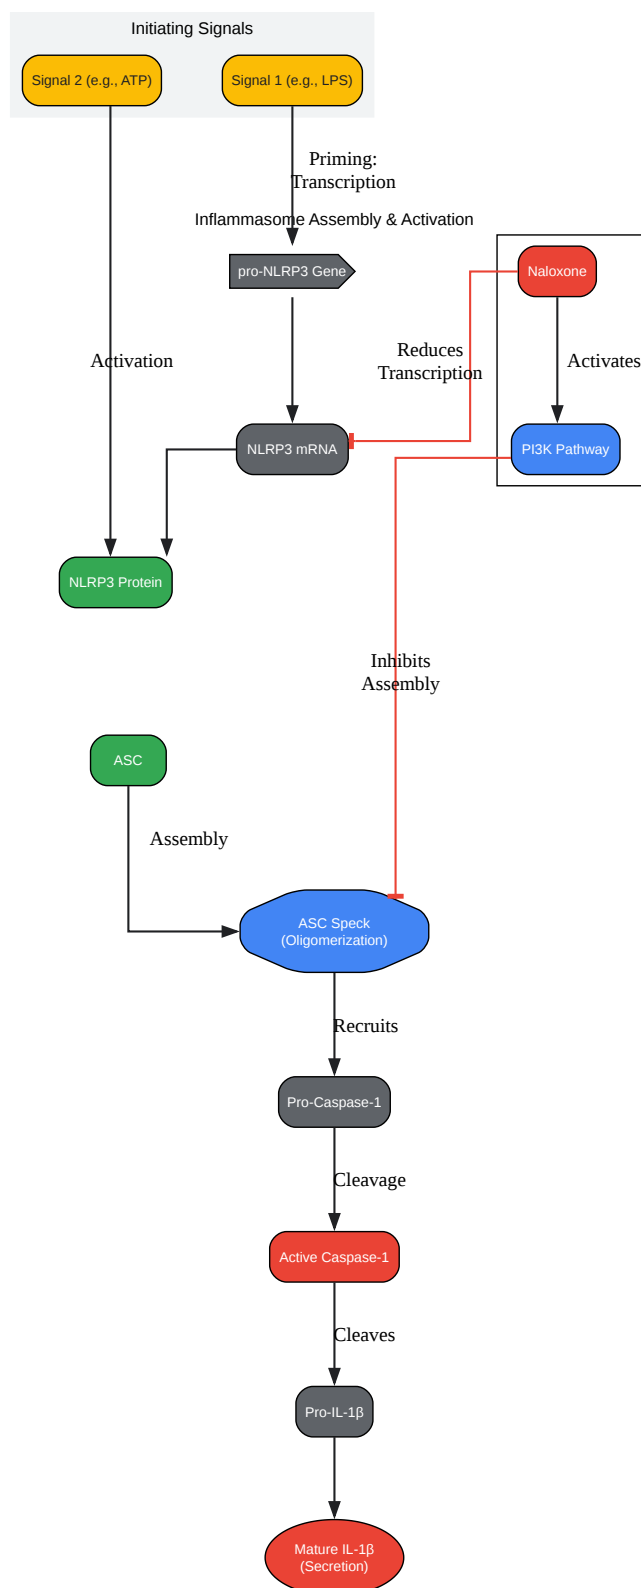 Initiating Signals
Signal 2 (e.g., ATP)
Signal 1 (e.g., LPS)
Priming:
Transcription
Inflammasome Assembly & Activation
pro-NLRP3 Gene
Naloxone
Reduces
Transcription
Activation
Activates
NLRP3 mRNA
PI3K Pathway
NLRP3 Protein
Inhibits
Assembly
ASC
Assembly
ASC Speck
(Oligomerization)
Recruits
Pro-Caspase-1
Cleavage
Active Caspase-1
Cleaves
Pro-IL-1β
Mature IL-1β
(Secretion)